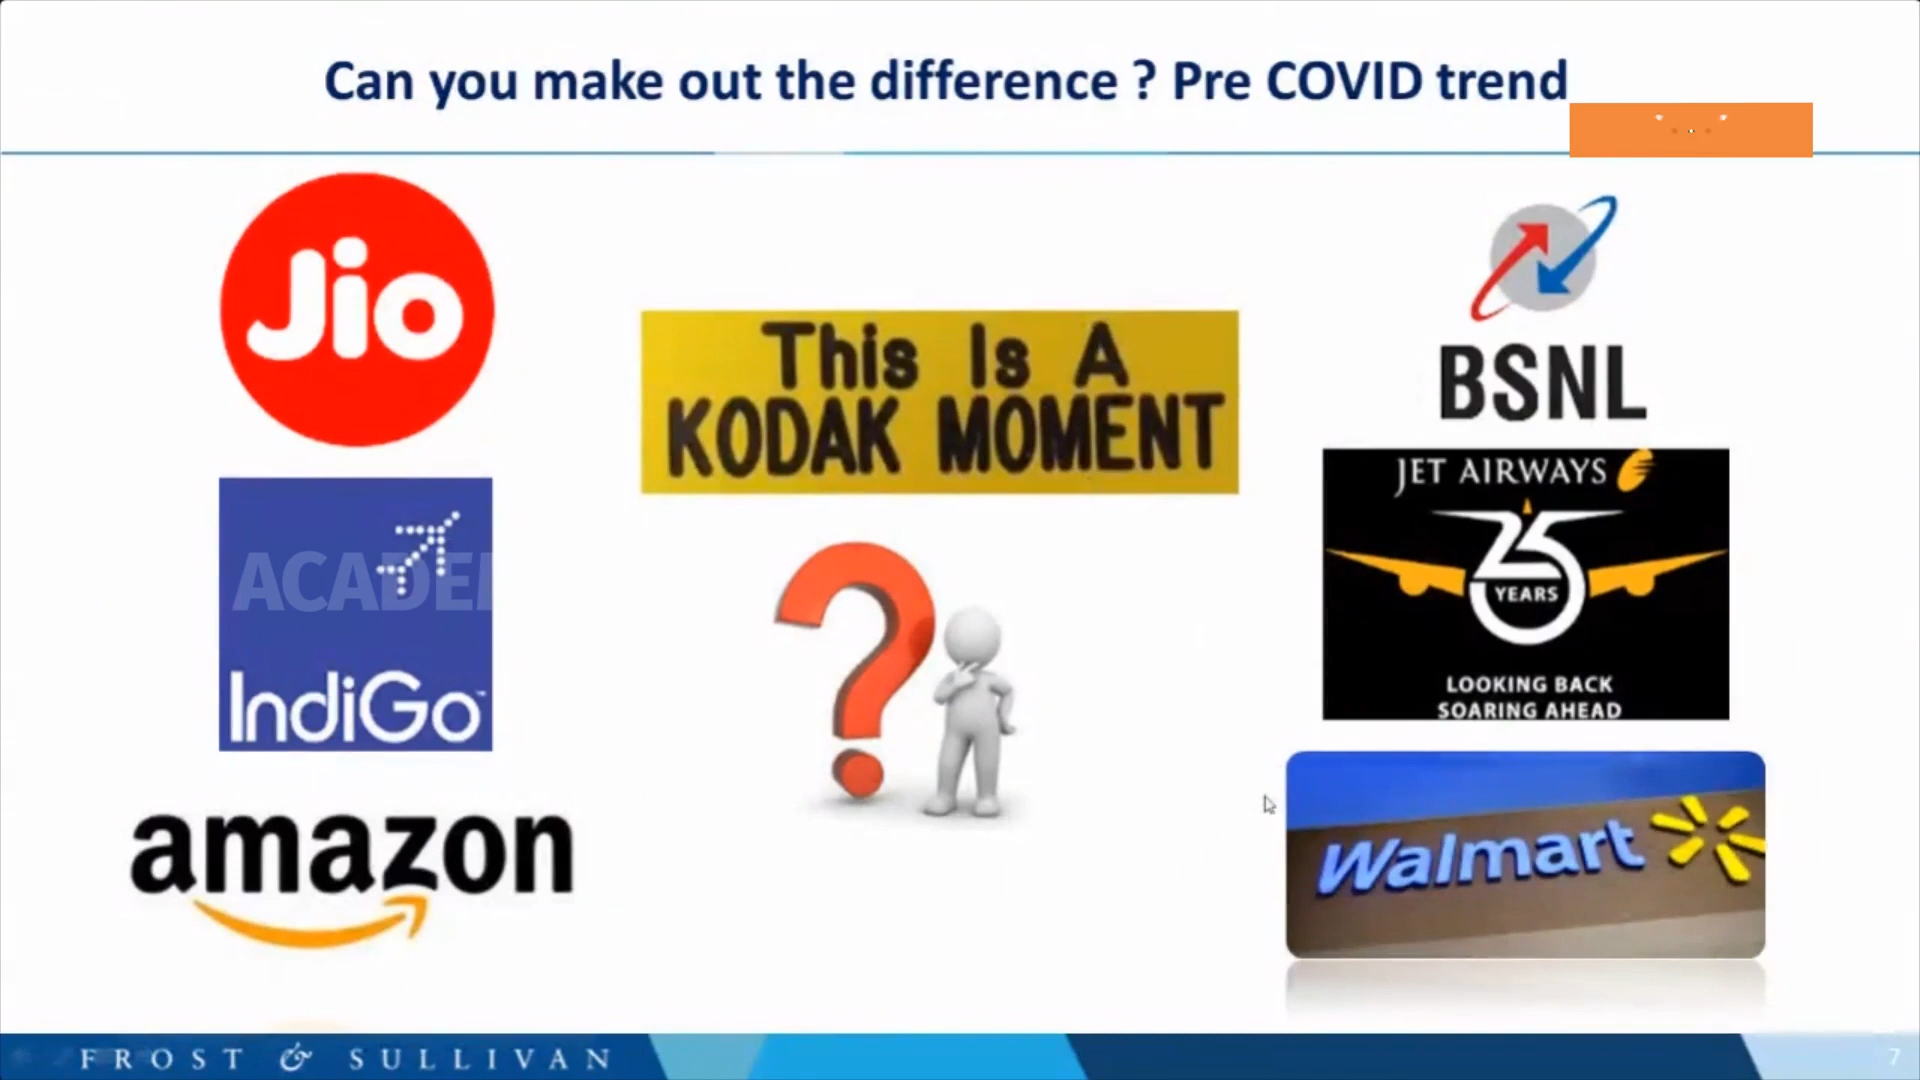 Can you make out the difference ? Pre COVID trend
Jio
This Is A
KODAK MOMENT
BSNL
ACADE
IndiGo
JET AIRWAYS
25
YEARS
LOOKING BACK
SOARING AHEAD
amazon
Walmart
FROST & SULLIVAN
7